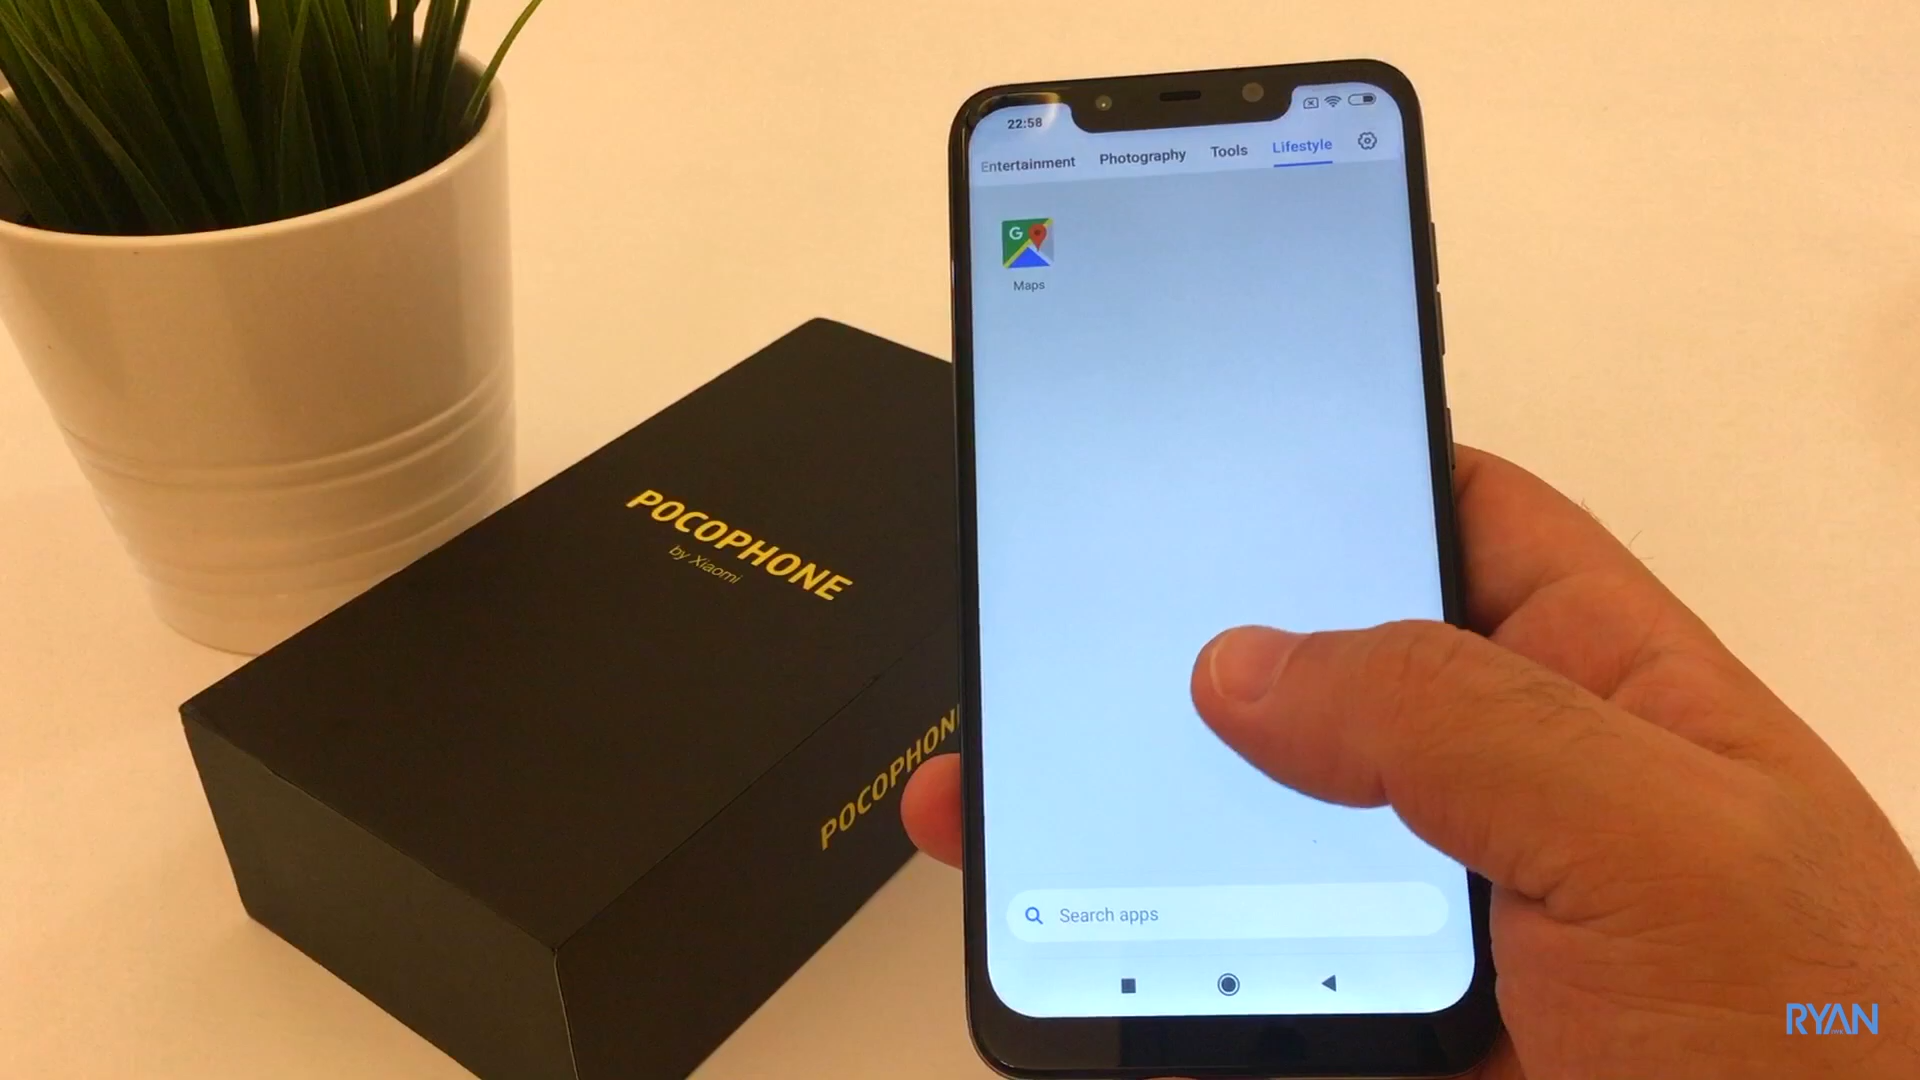 22:58
Entertainment Photography Tools Lifestyle
G
Maps
POCOPHONE
by Xiaomi
POCOPHONE
Search apps
RYAN